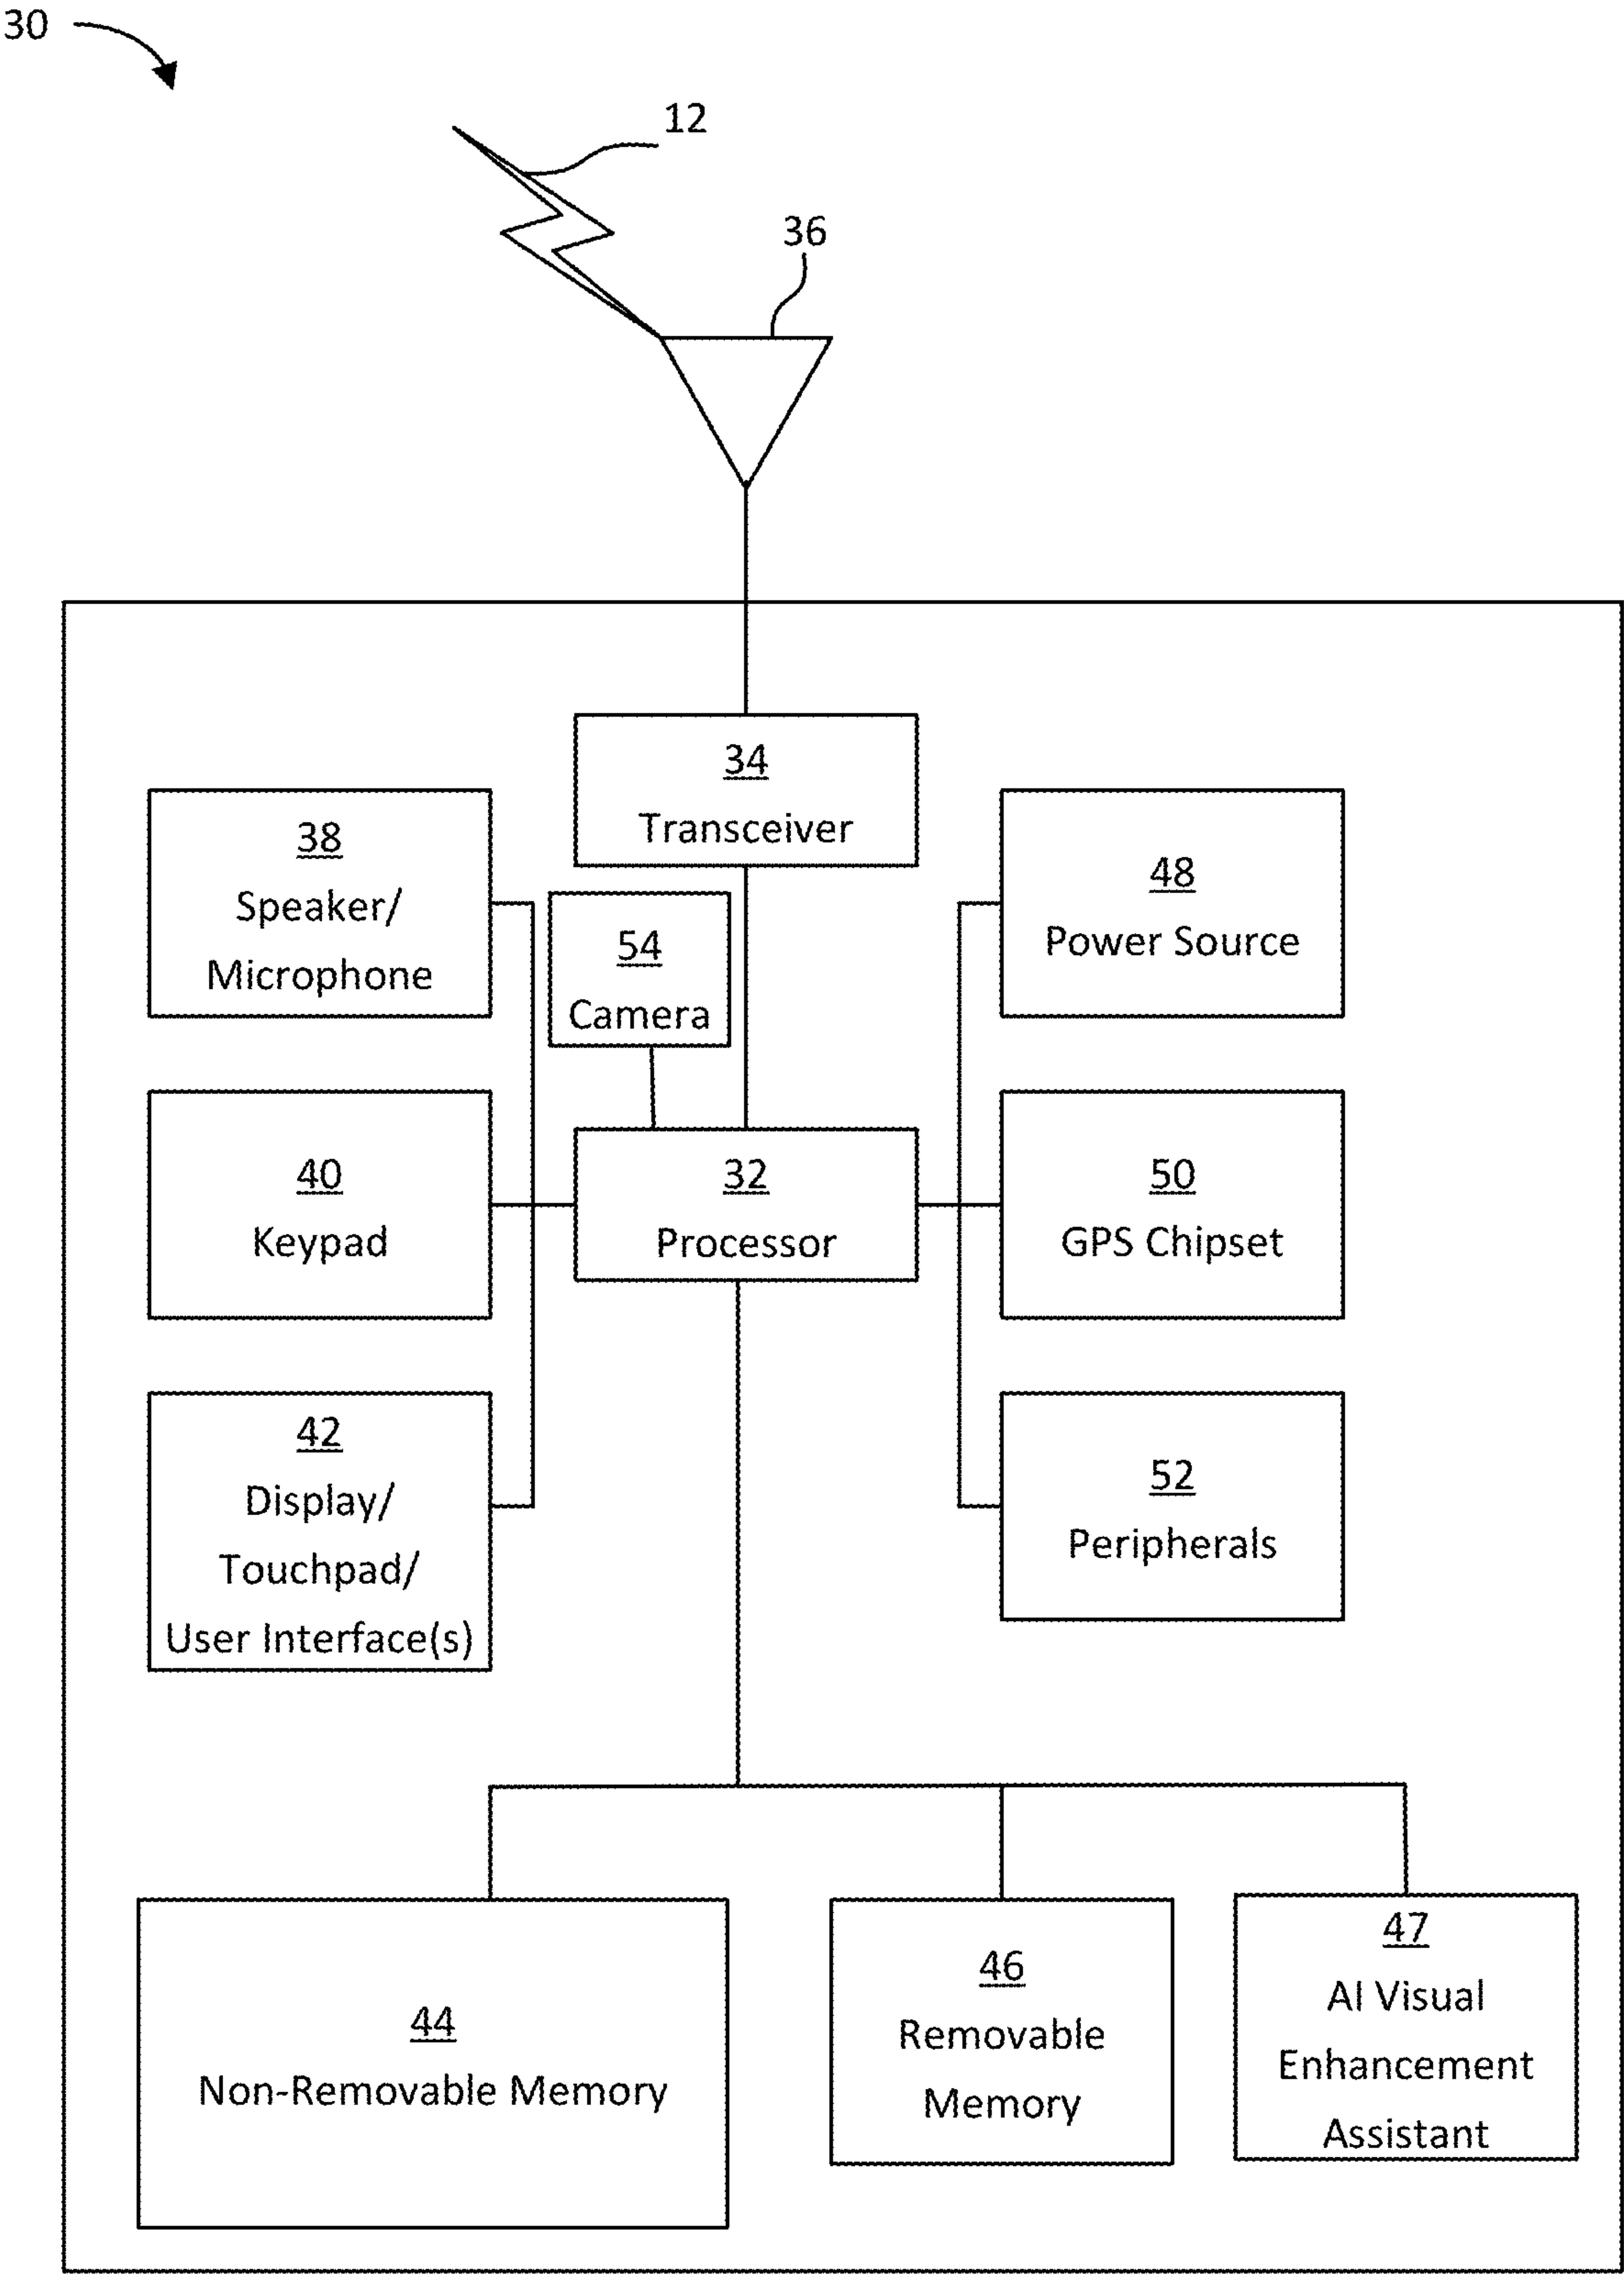 30
12
36
34
Transceiver
38
Speaker/
Microphone
54
Camera
48
Power Source
40
Keypad
32
Processor
50
GPS Chipset
42
Display/
Touchpad/
User Interface(s)
52
Peripherals
44
Non-Removable Memory
46
Removable
Memory
47
AI Visual
Enhancement
Assistant